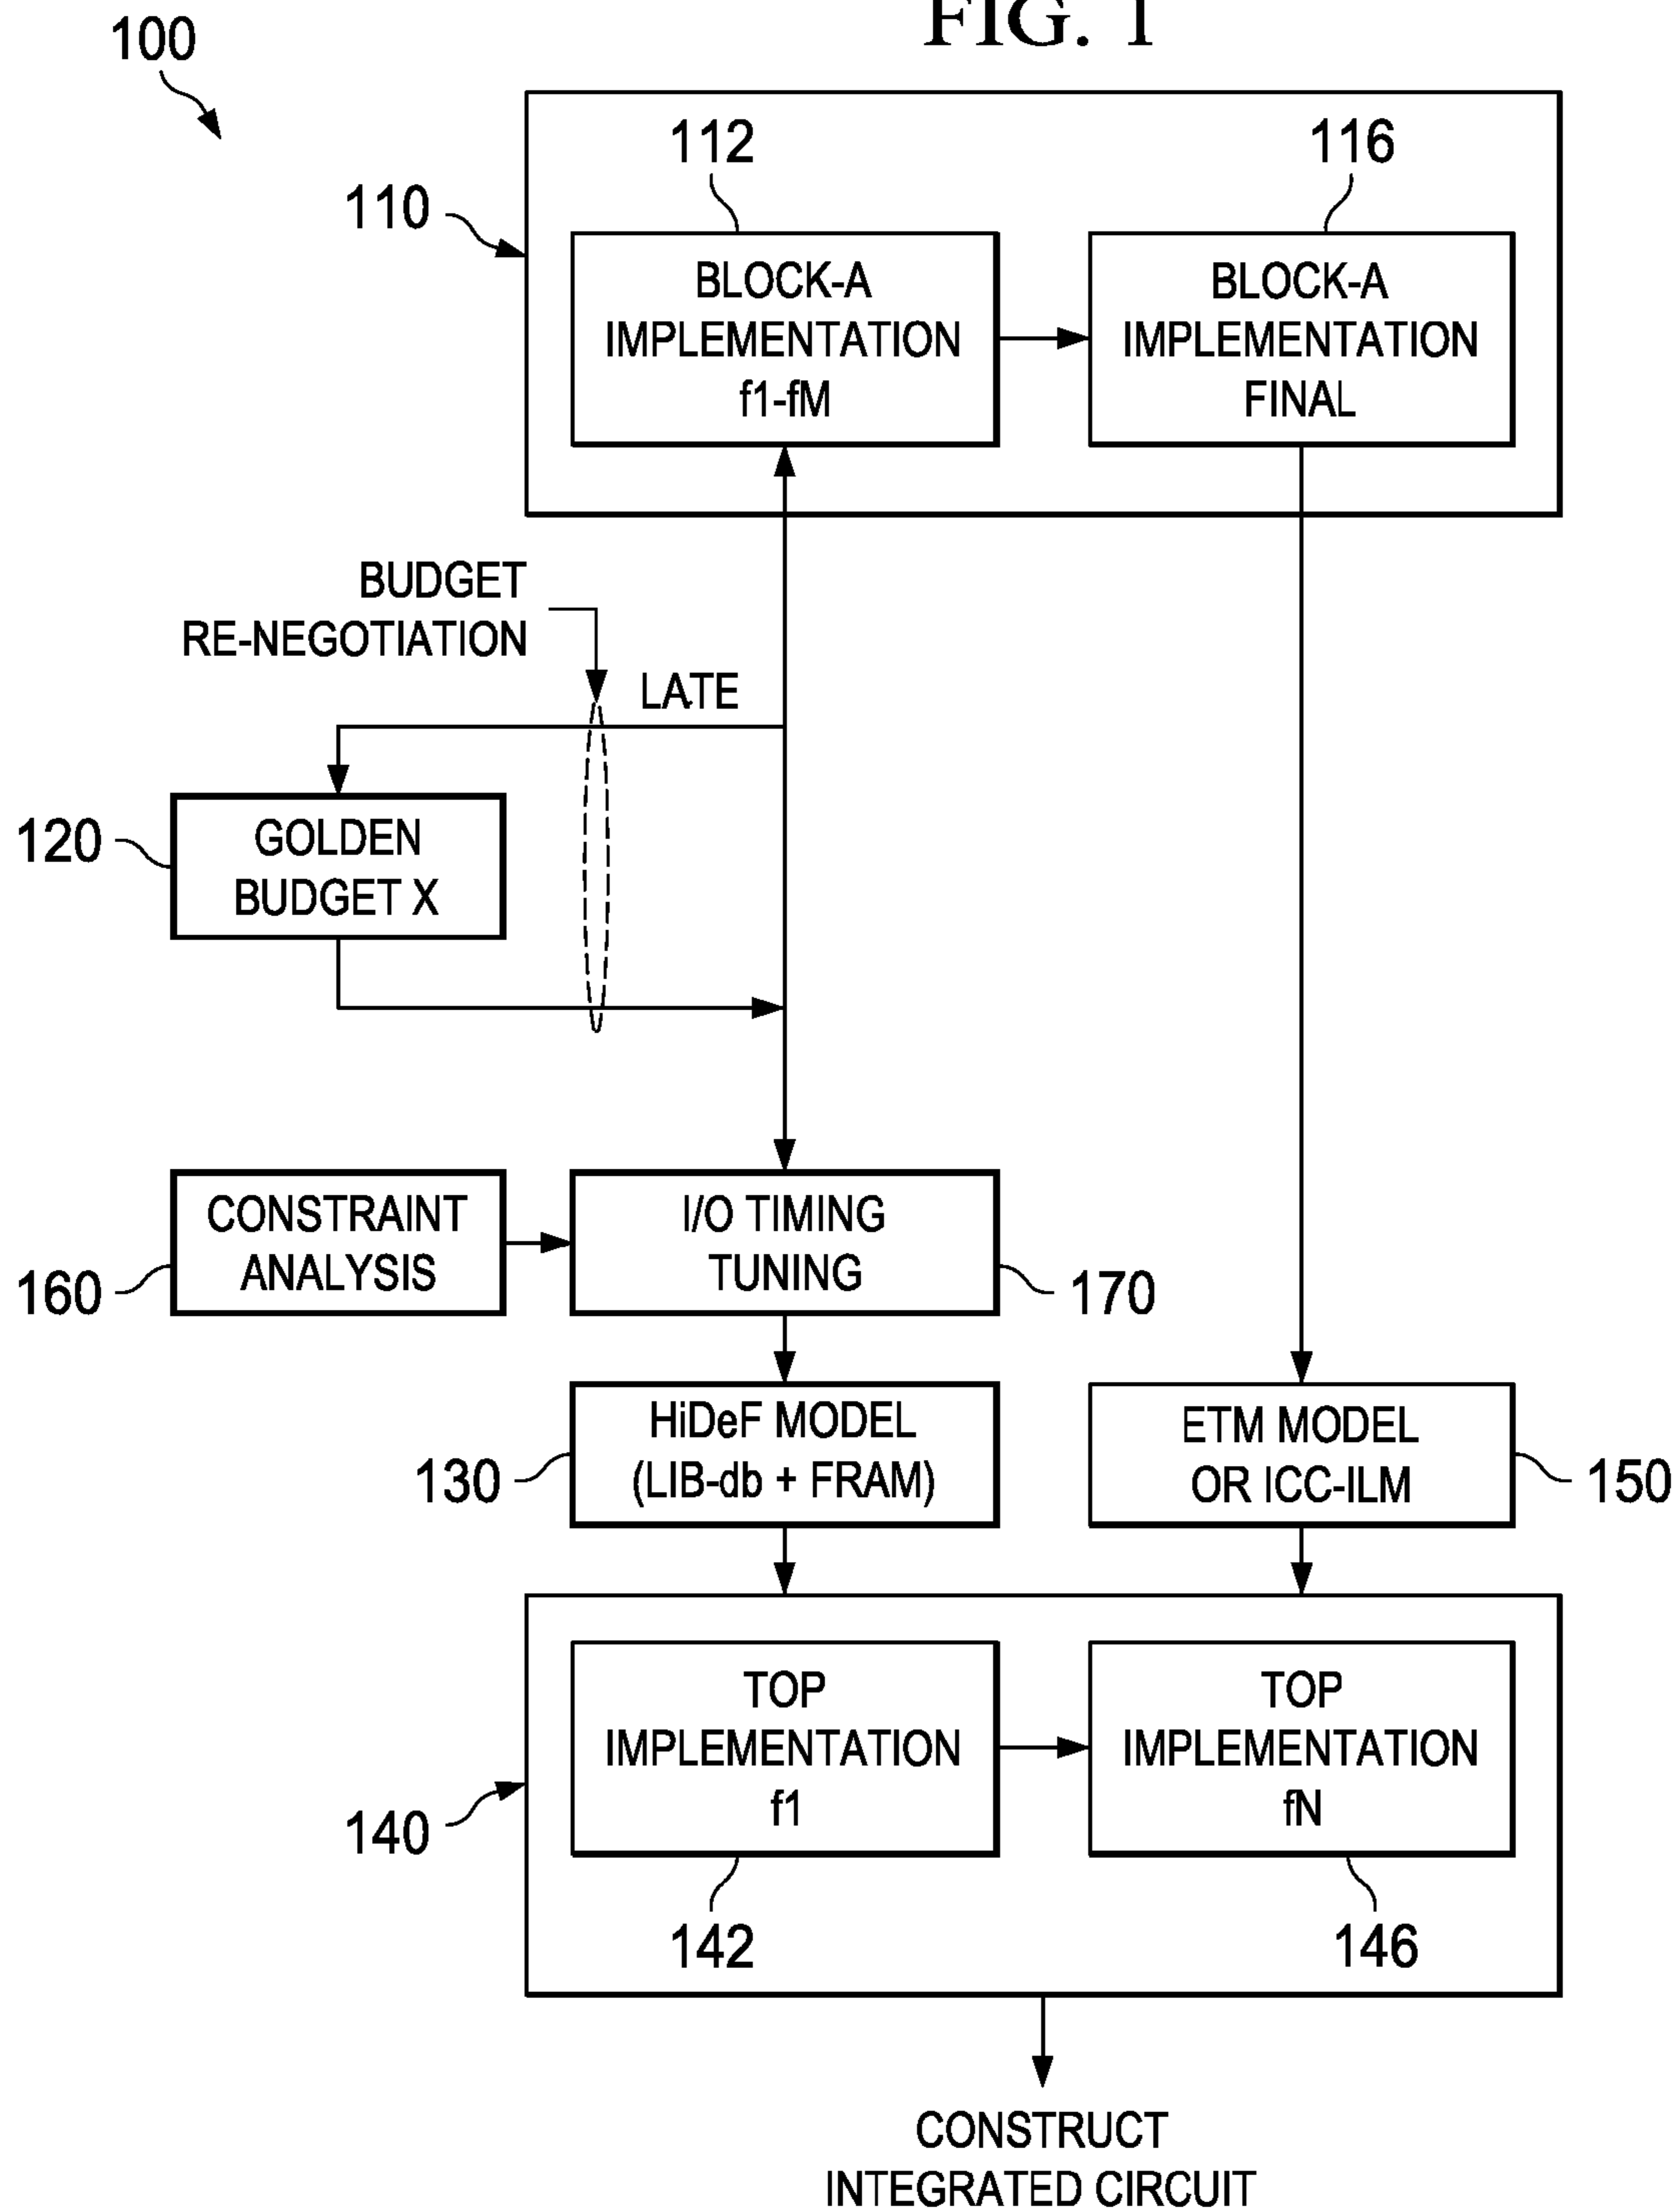 FIG. 1
100
112
116
110
BLOCK-A
IMPLEMENTATION
f1-fM
BLOCK-A
IMPLEMENTATION
FINAL
BUDGET
RE-NEGOTIATION
LATE
120
GOLDEN
BUDGET X
CONSTRAINT
ANALYSIS
160
I/O TIMING
TUNING
170
HiDeF MODEL
(LIB-db + FRAM)
130
ETM MODEL
OR ICC-ILM
150
TOP
IMPLEMENTATION
f1
TOP
IMPLEMENTATION
fN
140
142
146
CONSTRUCT
INTEGRATED CIRCUIT